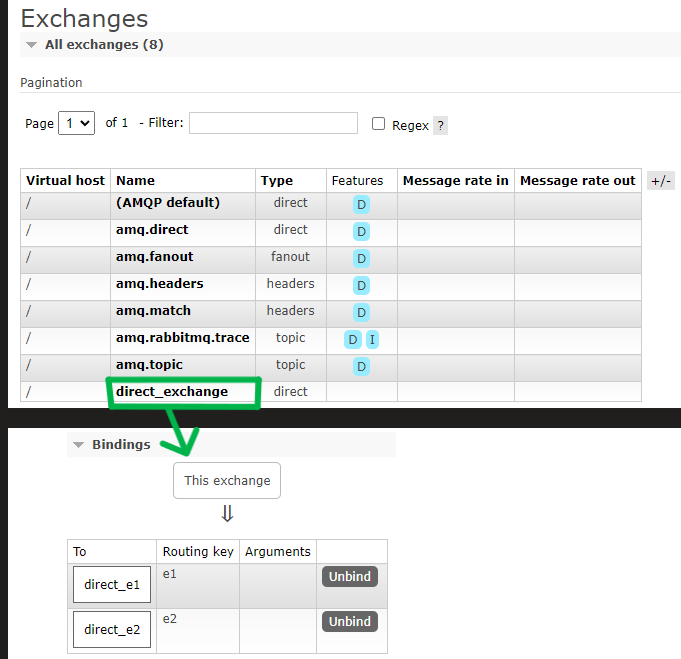 Exchanges
All exchanges (8)
Pagination
Page 1 of 1 - Filter: Regex ?
Virtual host Name Type Features Message rate in Message rate out +/-
/ (AMQP default) direct D
/ amq.direct direct D
/ amq.fanout fanout D
/ amq.headers headers D
/ amq.match headers D
/ amq.rabbitmq.trace topic D I
/ amq.topic topic D
/ direct_exchange direct
Bindings
This exchange
⇓
To Routing key Arguments
direct_e1 e1 Unbind
direct_e2 e2 Unbind